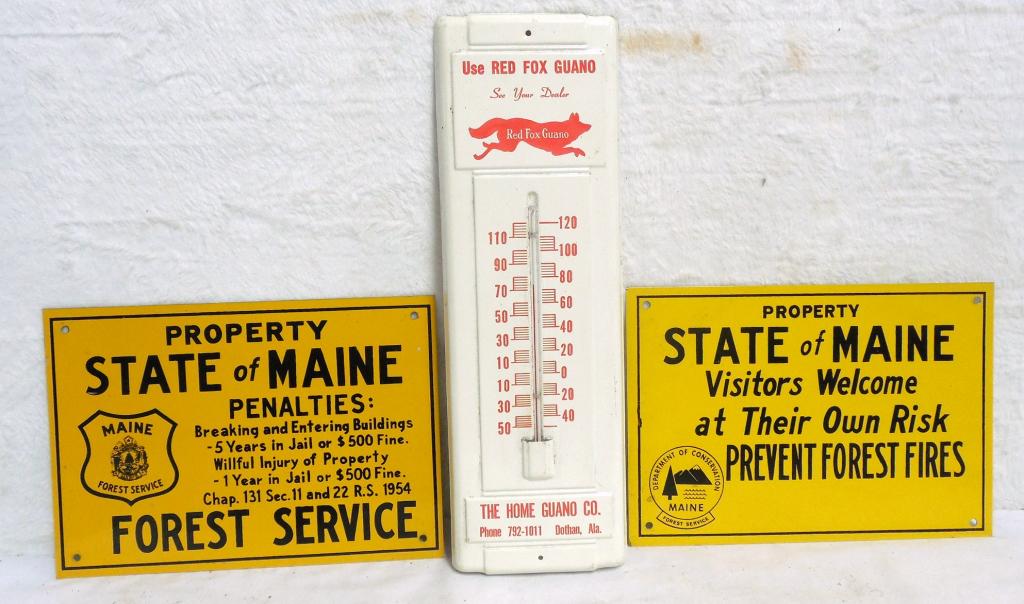 PROPERTY
STATE of MAINE
PENALTIES:
Breaking and Entering Buildings
-5 Years in Jail or $500 Fine.
Willful Injury of Property
-1 Year in Jail or $500 Fine.
Chap. 131 Sec. 11 and 22 R.S. 1954
MAINE
FOREST SERVICE
FOREST SERVICE
Use RED FOX GUANO
See Your Dealer
Red Fox Guano
120
110
100
90
80
70
60
50
40
30
20
10
0
10
20
30
40
50
THE HOME GUANO CO.
Phone 792-1011 Dothan, Ala.
PROPERTY
STATE of MAINE
Visitors Welcome
at Their Own Risk
PREVENT FOREST FIRES
DEPARTMENT OF CONSERVATION
MAINE
FOREST SERVICE